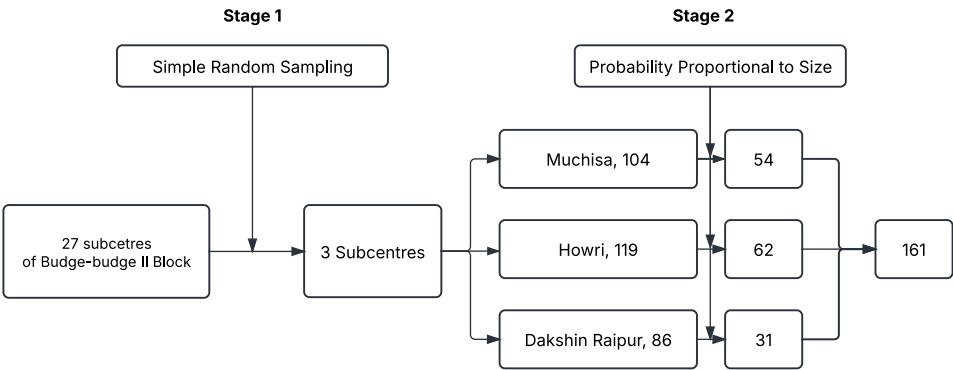 Stage 1
Stage 2
Simple Random Sampling
Probability Proportional to Size
Muchisa, 104
54
27 subcetres
of Budge-budge II Block
3 Subcentres
Howri, 119
62
161
Dakshin Raipur, 86
31